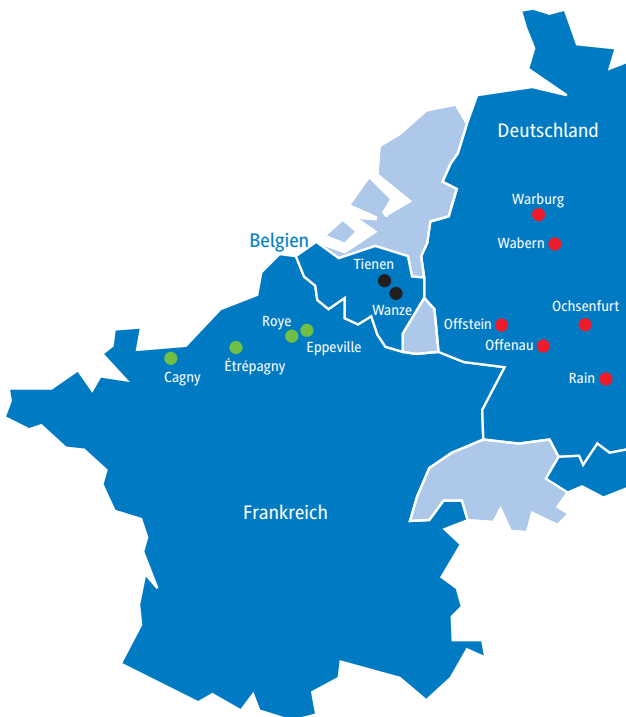 Deutschland
Warburg
Wabern
Belgien
Tienen
Wanze
Ochsenfurt
Roye
Offstein
Eppeville
Offenau
Étrépagny
Cagny
Rain
Frankreich